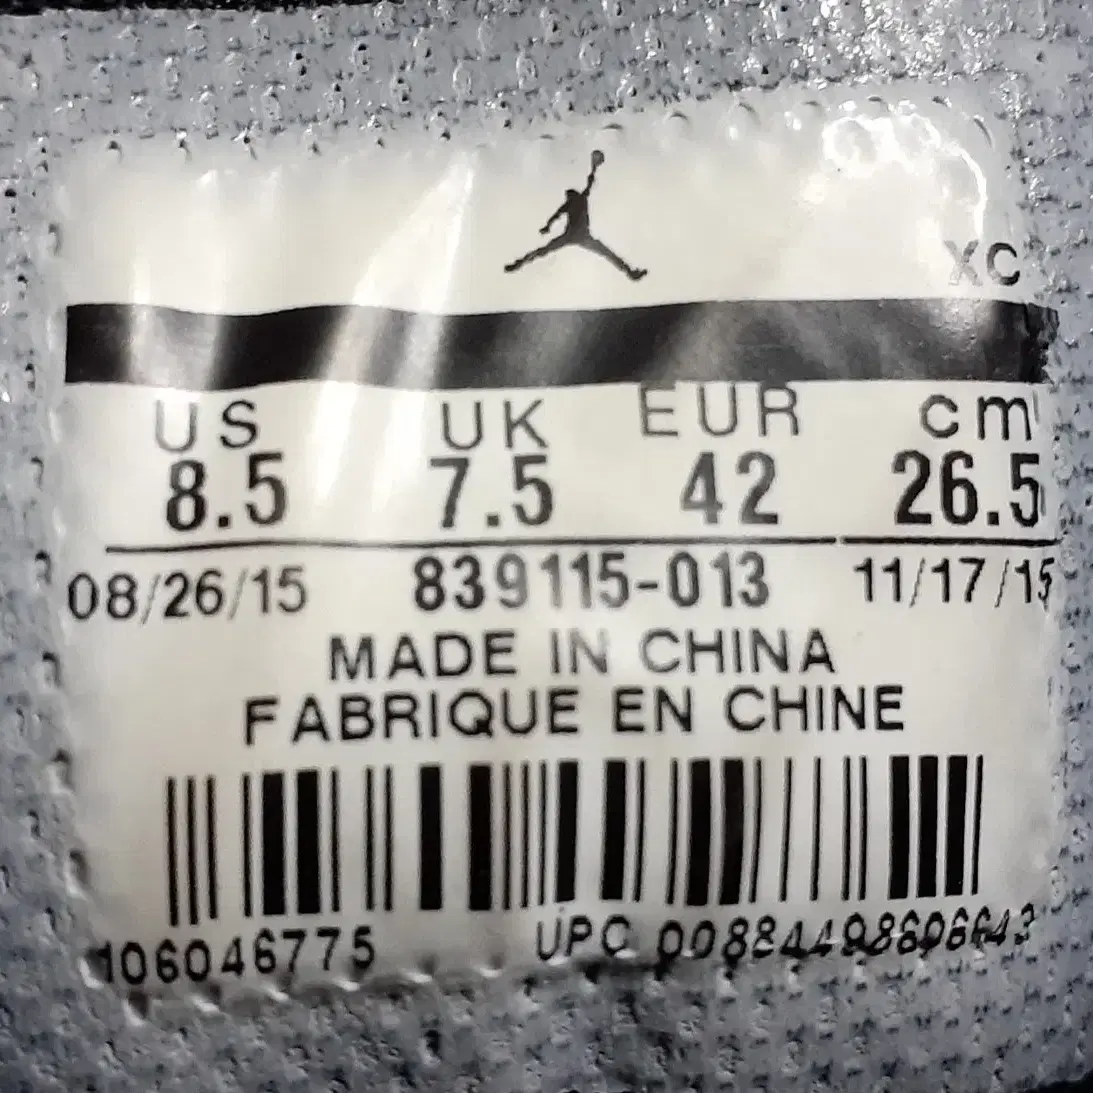 XC
US UK EUR cm
8.5 7.5 42 26.5
08/26/15 839115-013 11/17/15
MADE IN CHINA
FABRIQUE EN CHINE
106046775 UPC 00884498606643